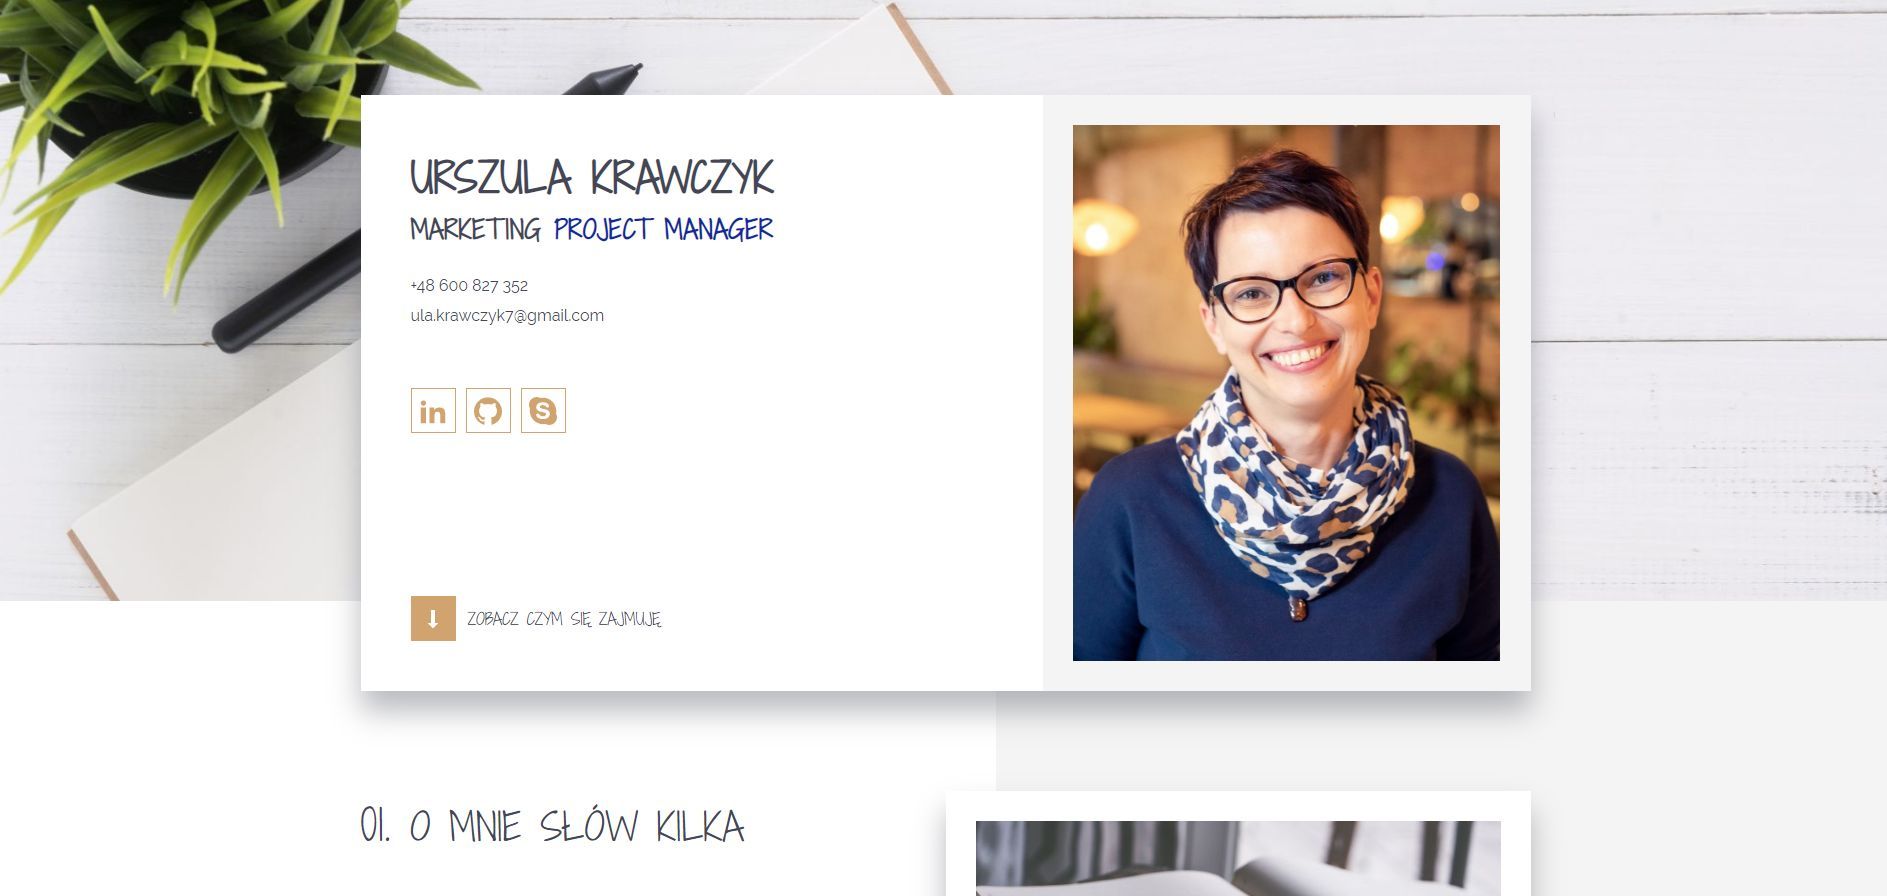 URSZULA KRAWCZYK
MARKETING PROJECT MANAGER
+48 600 827 352
ula.krawczyk7@gmail.com
in
S
ZOBACZ CZYM SIĘ ZAJMUJĘ
01. O MNIE SŁÓW KILKA